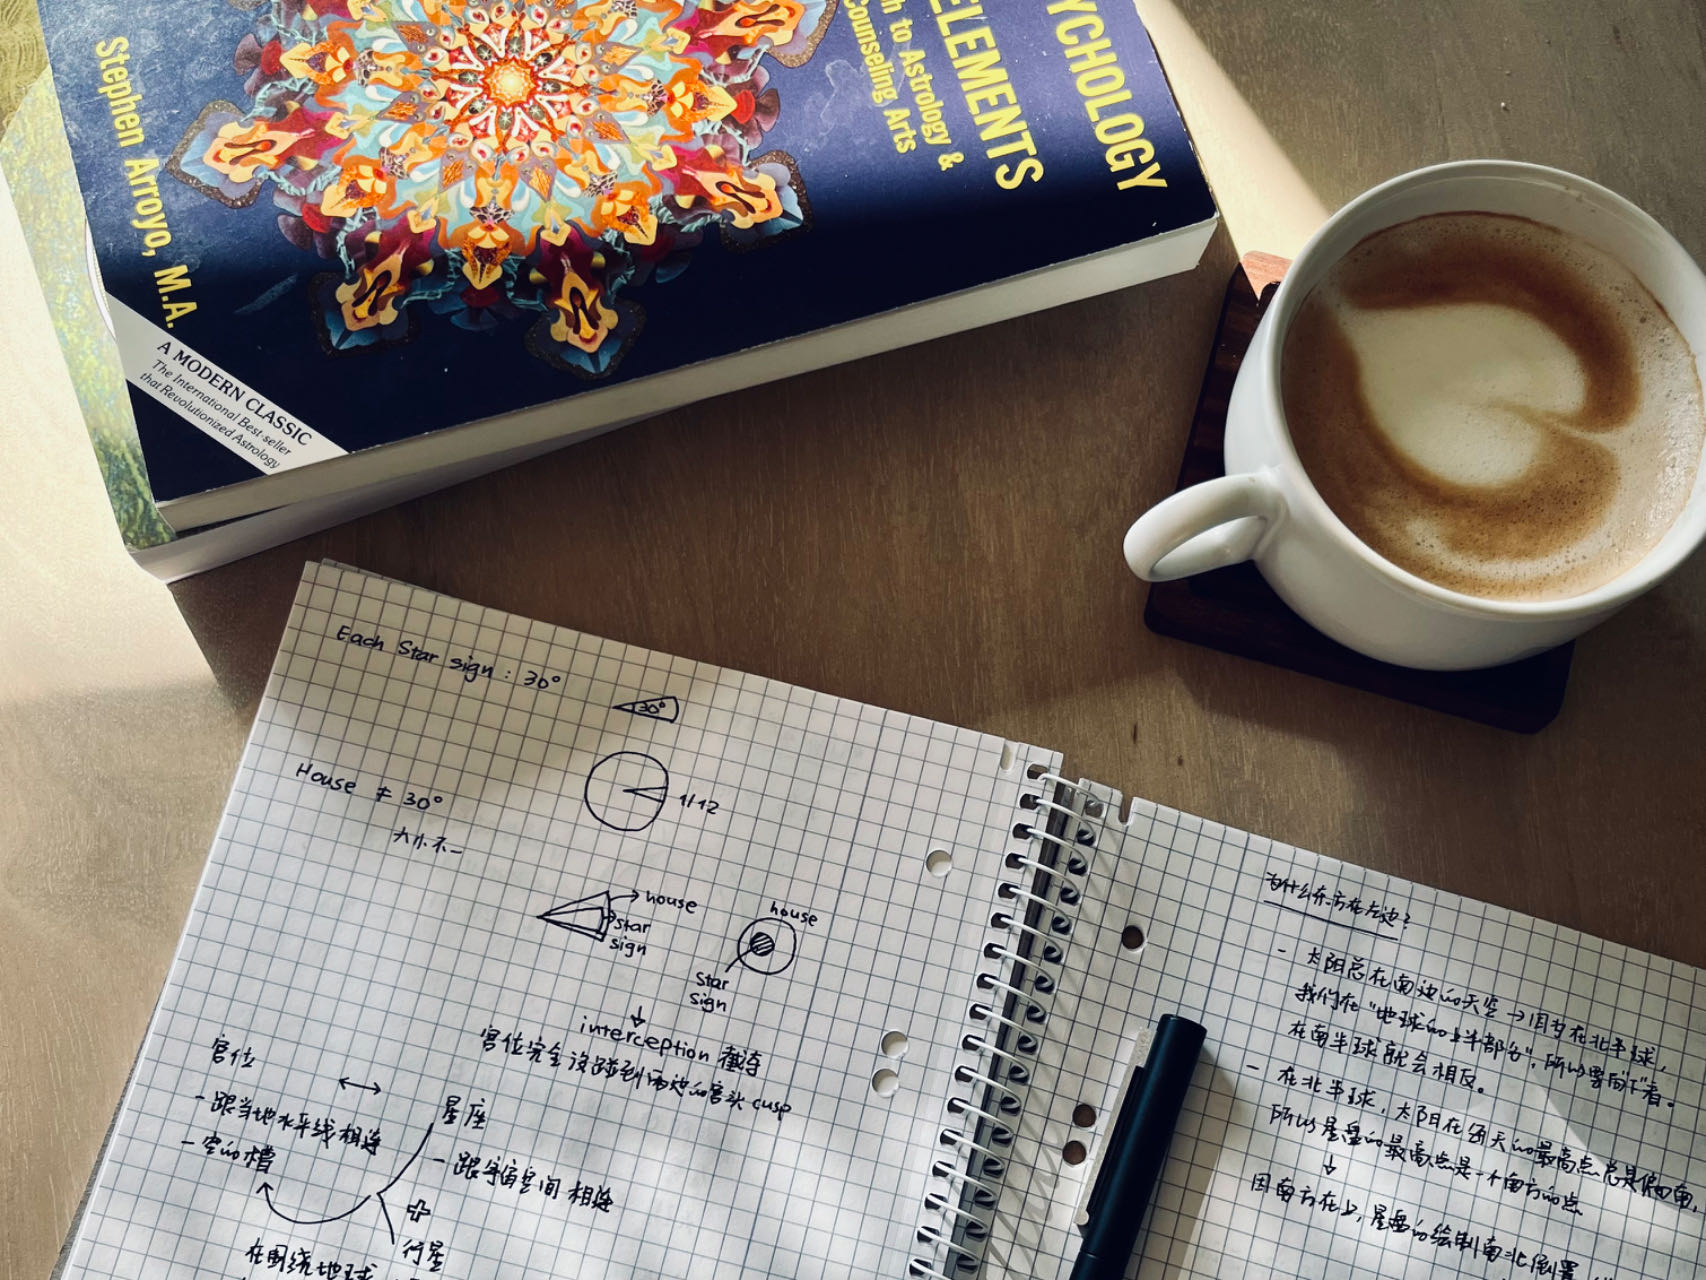 YCHOLOGY
ELEMENTS
h to Astrology &
Counseling Arts
Stephen Arroyo, M.A.
A MODERN CLASSIC
The International Best-seller
that Revolutionized Astrology
Each Star sign : 30°
30°
House ≠ 30°
大小不一
1/12
house
star
sign
house
Star
sign
interception 截夺
宫位完全没碰到两边的宫头 cusp
宫位
- 跟当地水平线相连
- 空的槽
星座
- 跟宇宙空间相连
行星
在围绕地球
为什么东方在左边?
- 太阳总在南边的天空 → 因为在北半球,
我们在"地球的上半部分",所以要向"下"看。
在南半球就会相反。
- 在北半球,太阳在每天的最高点总是偏南,
所以星盘的最高点是一个南方的点
因南方在上,星盘的绘制南北倒置